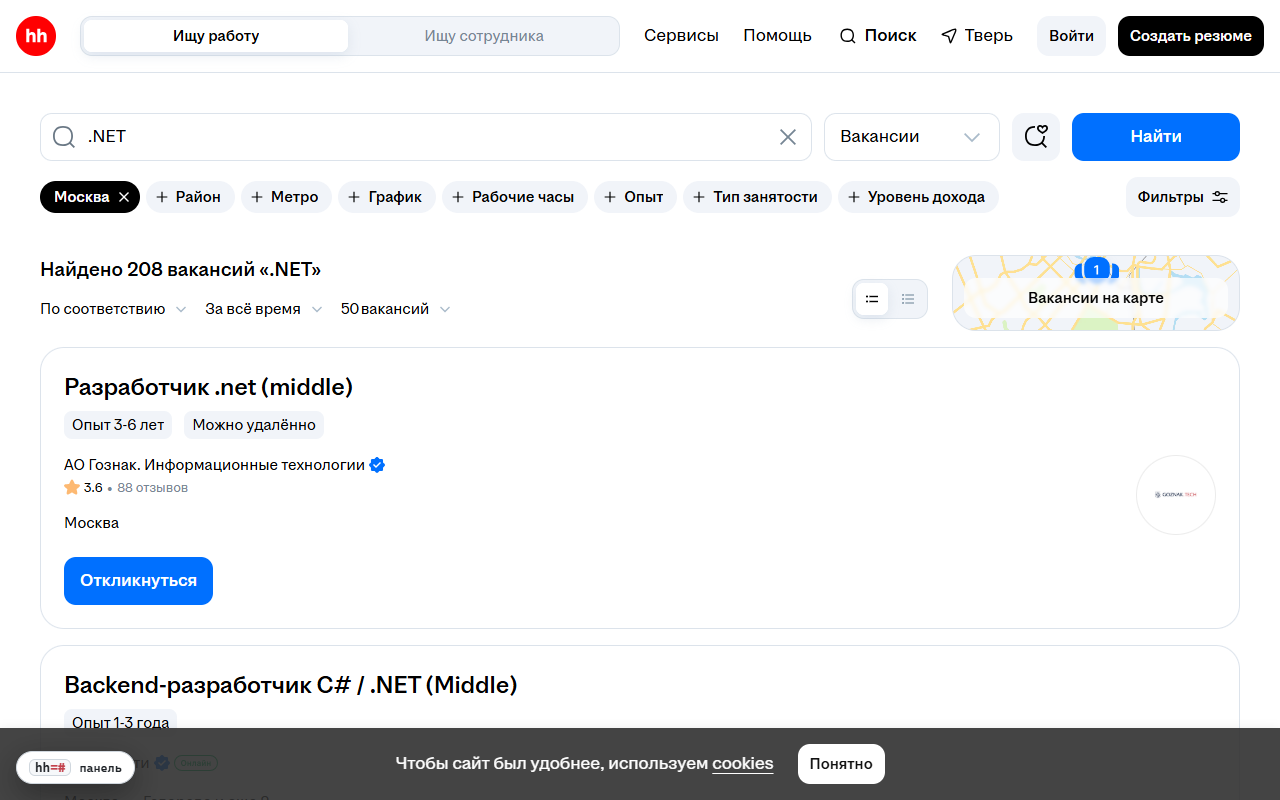 hh
Ищу работу
Ищу сотрудника
Сервисы
Помощь
Поиск
Тверь
Войти
Создать резюме
.NET
Вакансии
Найти
Москва
Район
Метро
График
Рабочие часы
Опыт
Тип занятости
Уровень дохода
Фильтры
Найдено 208 вакансий «.NET»
По соответствию
За всё время
50 вакансий
1
Вакансии на карте
Разработчик .net (middle)
Опыт 3-6 лет
Можно удалённо
АО Гознак. Информационные технологии
3.6 • 88 отзывов
GOZNAK TECH
Москва
Откликнуться
Backend-разработчик C# / .NET (Middle)
Опыт 1-3 года
Онлайн
hh=# панель
Чтобы сайт был удобнее, используем cookies
Понятно